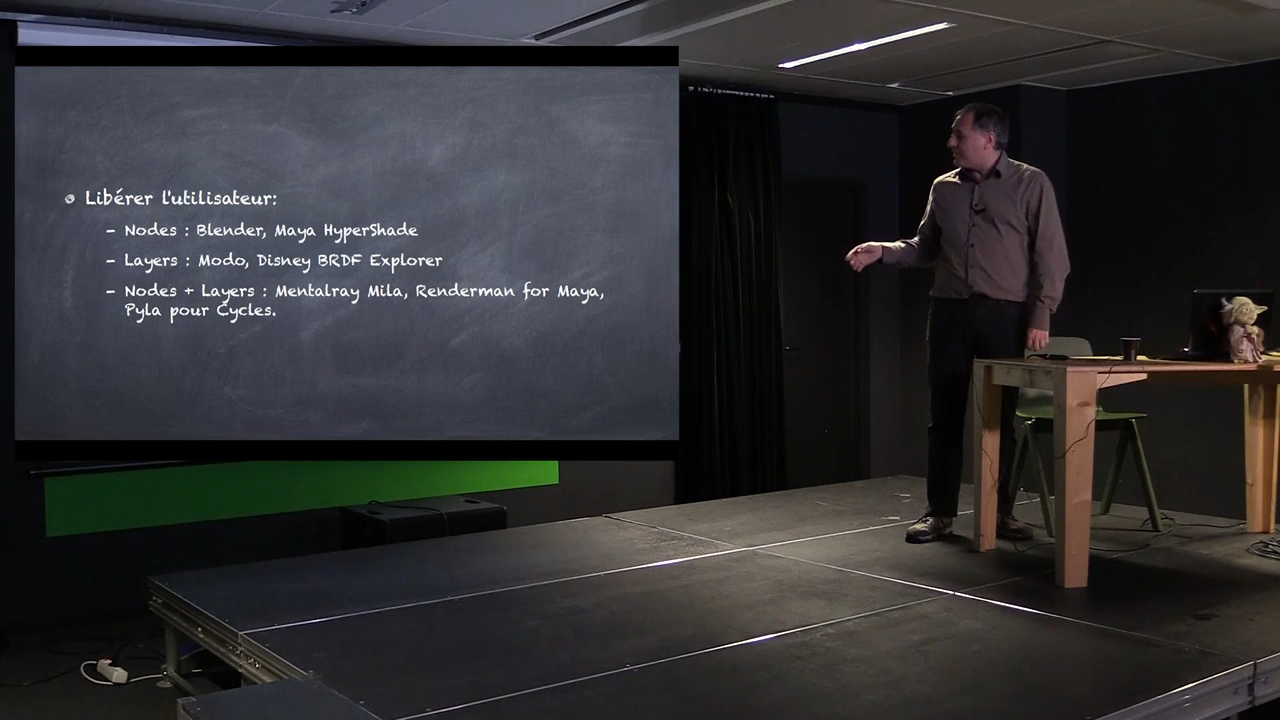 Libérer l'utilisateur:
– Nodes : Blender, Maya HyperShade
– Layers : Modo, Disney BRDF Explorer
– Nodes + Layers : Mentalray Mila, Renderman for Maya,
Pyla pour Cycles.